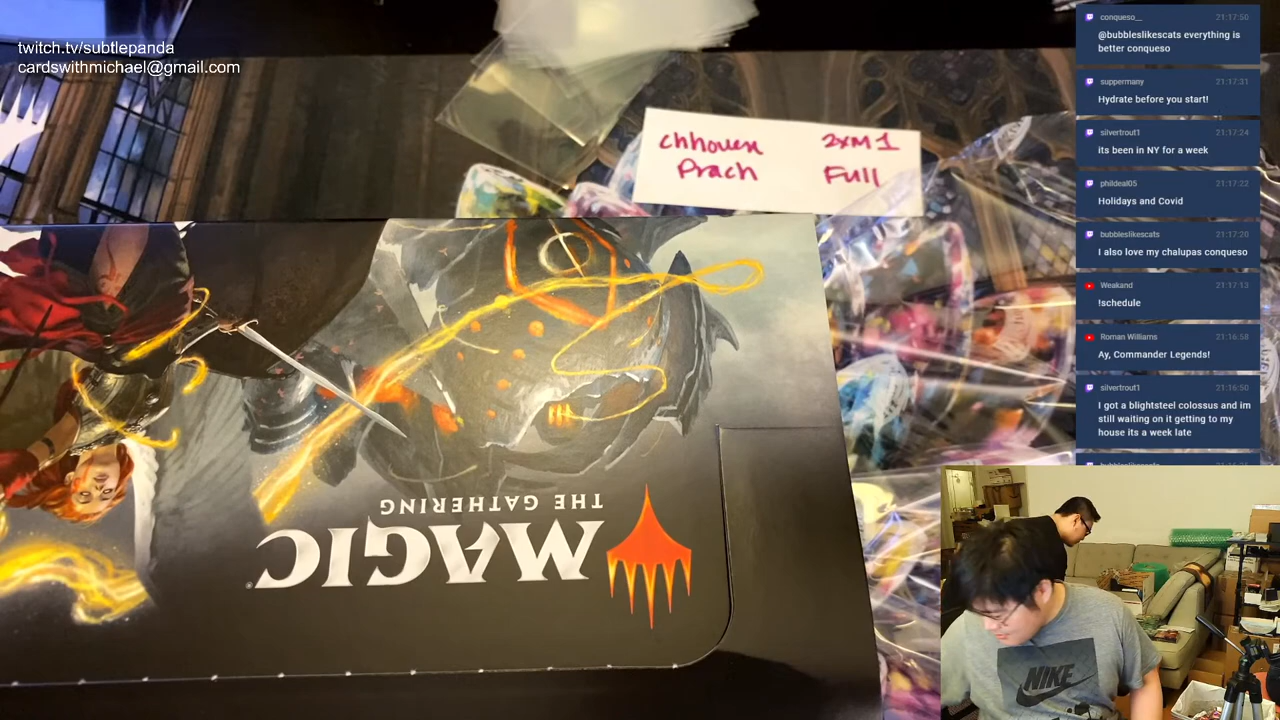 twitch.tv/subtlepanda
cardswithmichael@gmail.com
chhouen 2xM 1
Prach Full
MAGIC
THE GATHERING
conqueso__ 21:17:50
@bubbleslikescats everything is
better conqueso
suppermany 21:17:31
Hydrate before you start!
silvertrout1 21:17:24
its been in NY for a week
phildeal05 21:17:22
Holidays and Covid
bubbleslikescats 21:17:20
I also love my chalupas conqueso
Weakand 21:17:13
!schedule
Roman Williams 21:16:58
Ay, Commander Legends!
silvertrout1 21:16:50
I got a blightsteel colossus and im
still waiting on it getting to my
house its a week late
NIKE